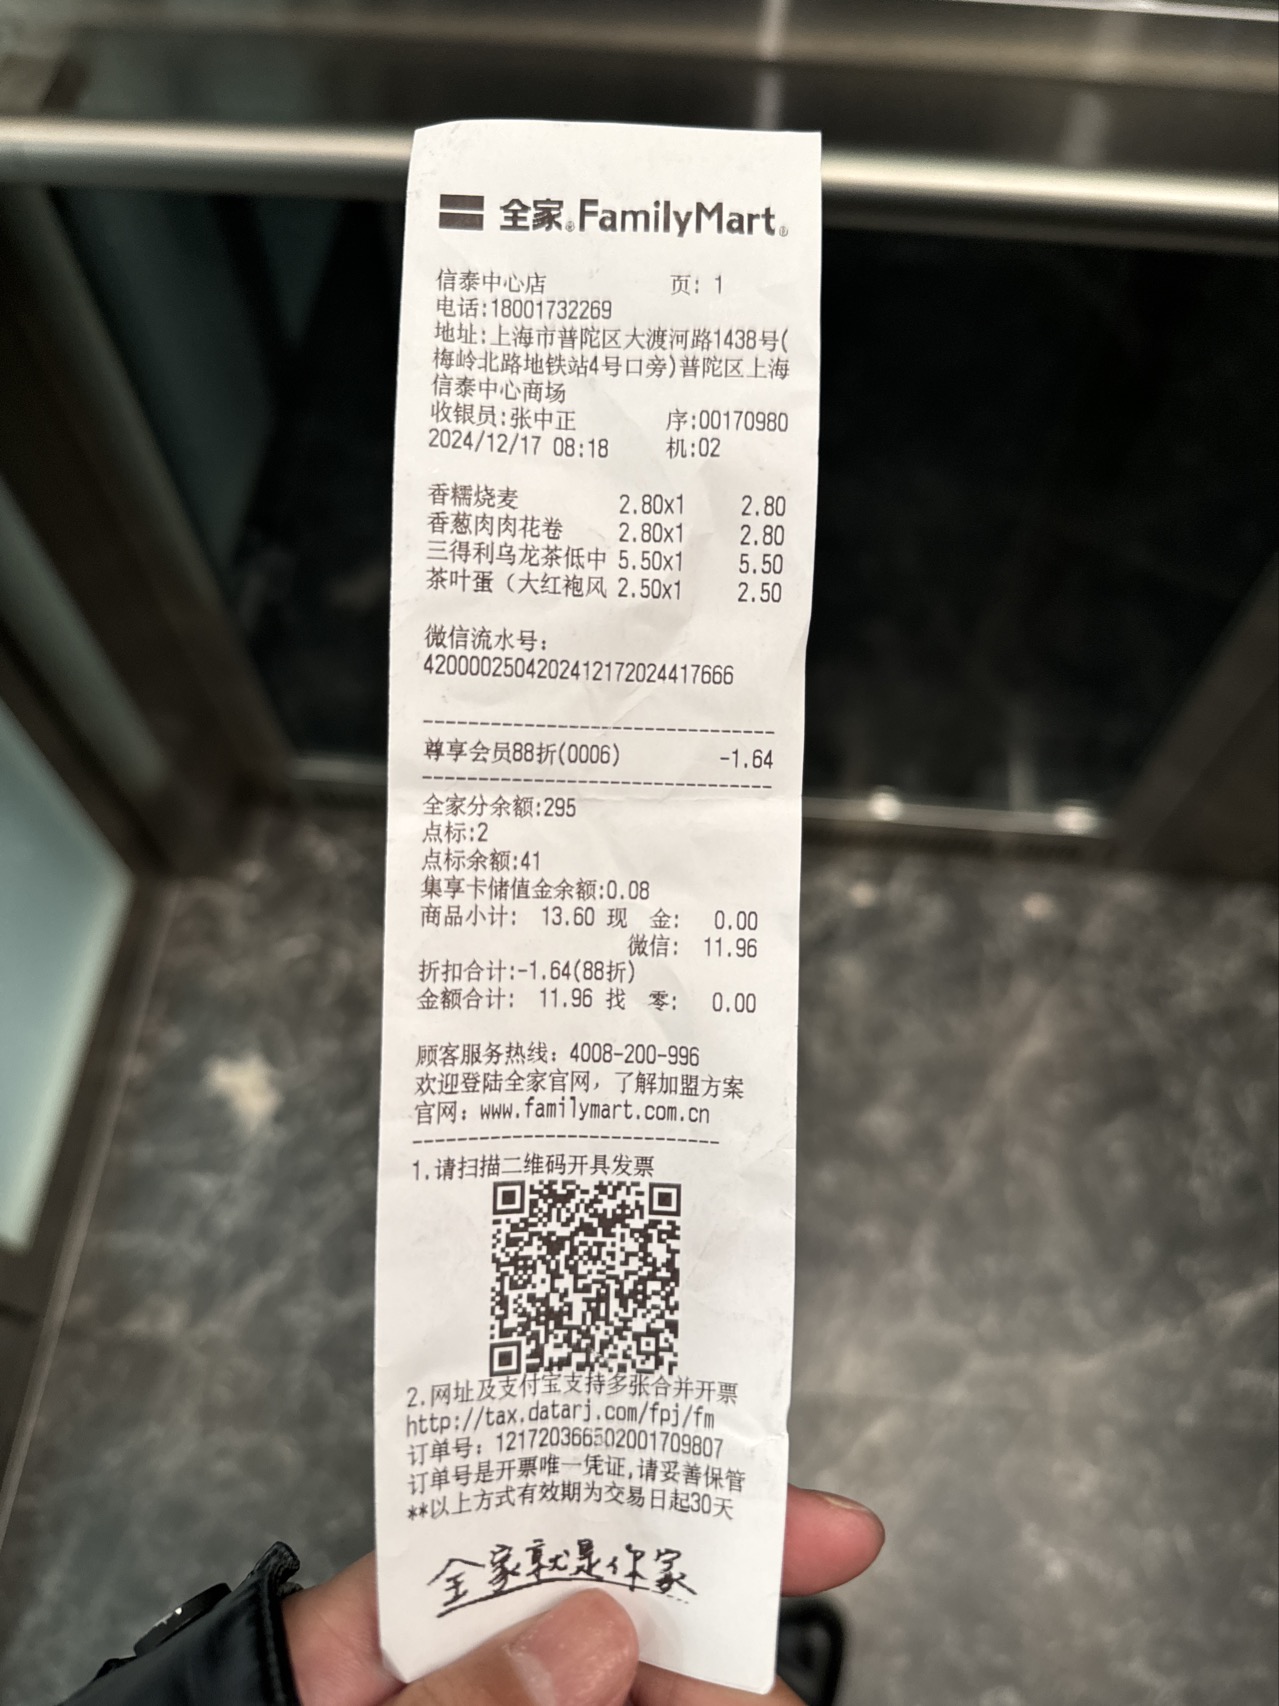 全家®FamilyMart®
信泰中心店 页: 1
电话:18001732269
地址:上海市普陀区大渡河路1438号(
梅岭北路地铁站4号口旁)普陀区上海
信泰中心商场
收银员:张中正 序:00170980
2024/12/17 08:18 机:02
香糯烧麦 2.80x1 2.80
香葱肉肉花卷 2.80x1 2.80
三得利乌龙茶低中 5.50x1 5.50
茶叶蛋（大红袍风 2.50x1 2.50
微信流水号:
4200002504202412172024417666
尊享会员88折(0006) -1.64
全家分余额:295
点标:2
点标余额:41
集享卡储值金余额:0.08
商品小计: 13.60 现 金: 0.00
微信: 11.96
折扣合计:-1.64(88折)
金额合计: 11.96 找 零: 0.00
顾客服务热线: 4008-200-996
欢迎登陆全家官网，了解加盟方案
官网: www.familymart.com.cn
1.请扫描二维码开具发票
2.网址及支付宝支持多张合并开票
http://tax.datarj.com/fpj/fm
订单号: 121720366502001709807
订单号是开票唯一凭证,请妥善保管
**以上方式有效期为交易日起30天
全家就是你家